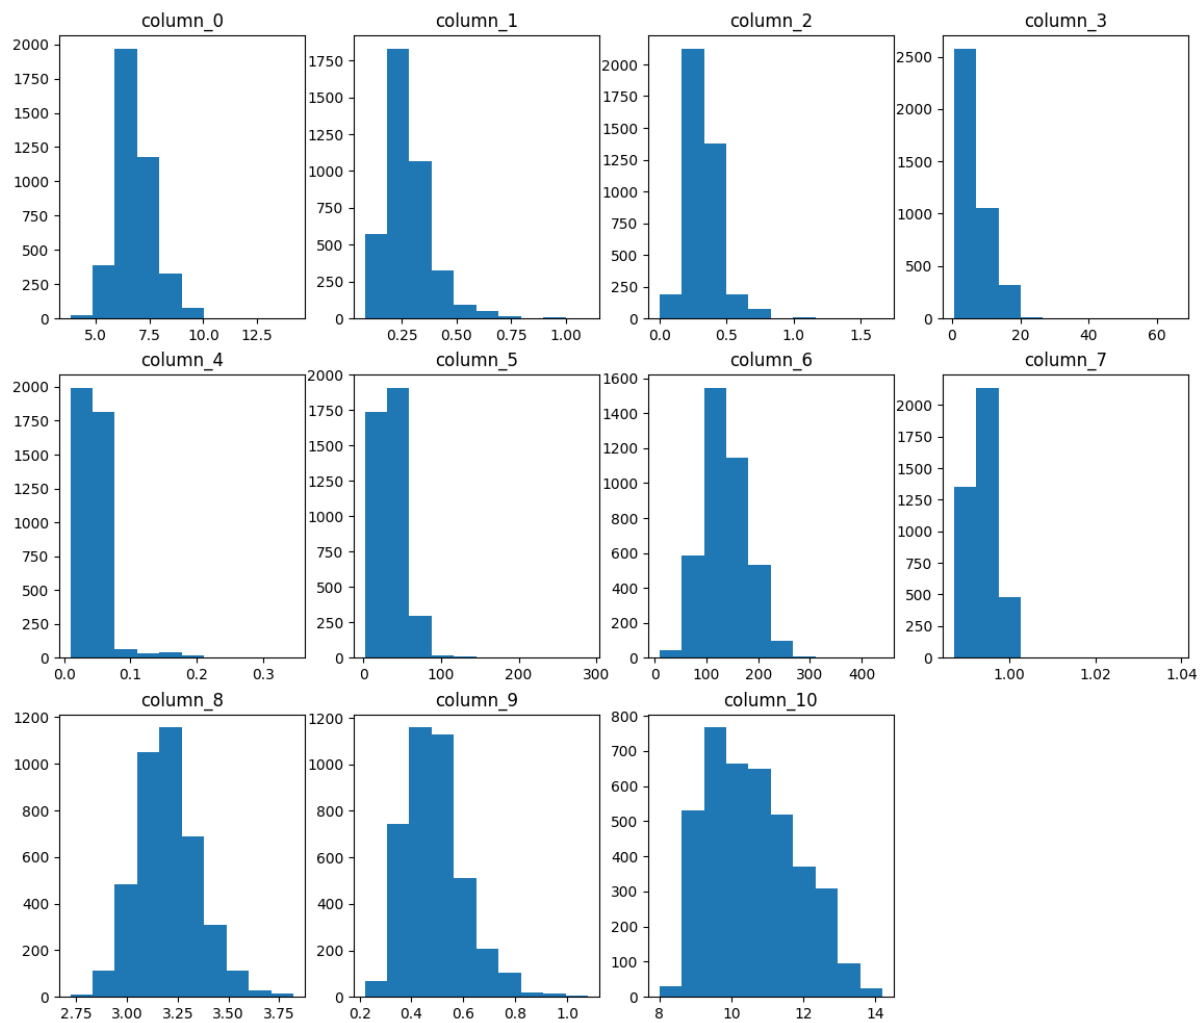 column_0 column_1 column_2 column_3
2000 1750 1500 1250 1000 750 500 250 0
5.0 7.5 10.0 12.5
1750 1500 1250 1000 750 500 250 0
0.25 0.50 0.75 1.00
2000 1750 1500 1250 1000 750 500 250 0
0.0 0.5 1.0 1.5
2500 2000 1500 1000 500 0
0 20 40 60
column_4 column_5 column_6 column_7
2000 1750 1500 1250 1000 750 500 250 0
0.0 0.1 0.2 0.3
2000 1750 1500 1250 1000 750 500 250 0
0 100 200 300
1600 1400 1200 1000 800 600 400 200 0
0 100 200 300 400
2000 1750 1500 1250 1000 750 500 250 0
1.00 1.02 1.04
column_8 column_9 column_10
1200 1000 800 600 400 200 0
2.75 3.00 3.25 3.50 3.75
1200 1000 800 600 400 200 0
0.2 0.4 0.6 0.8 1.0
800 700 600 500 400 300 200 100 0
8 10 12 14